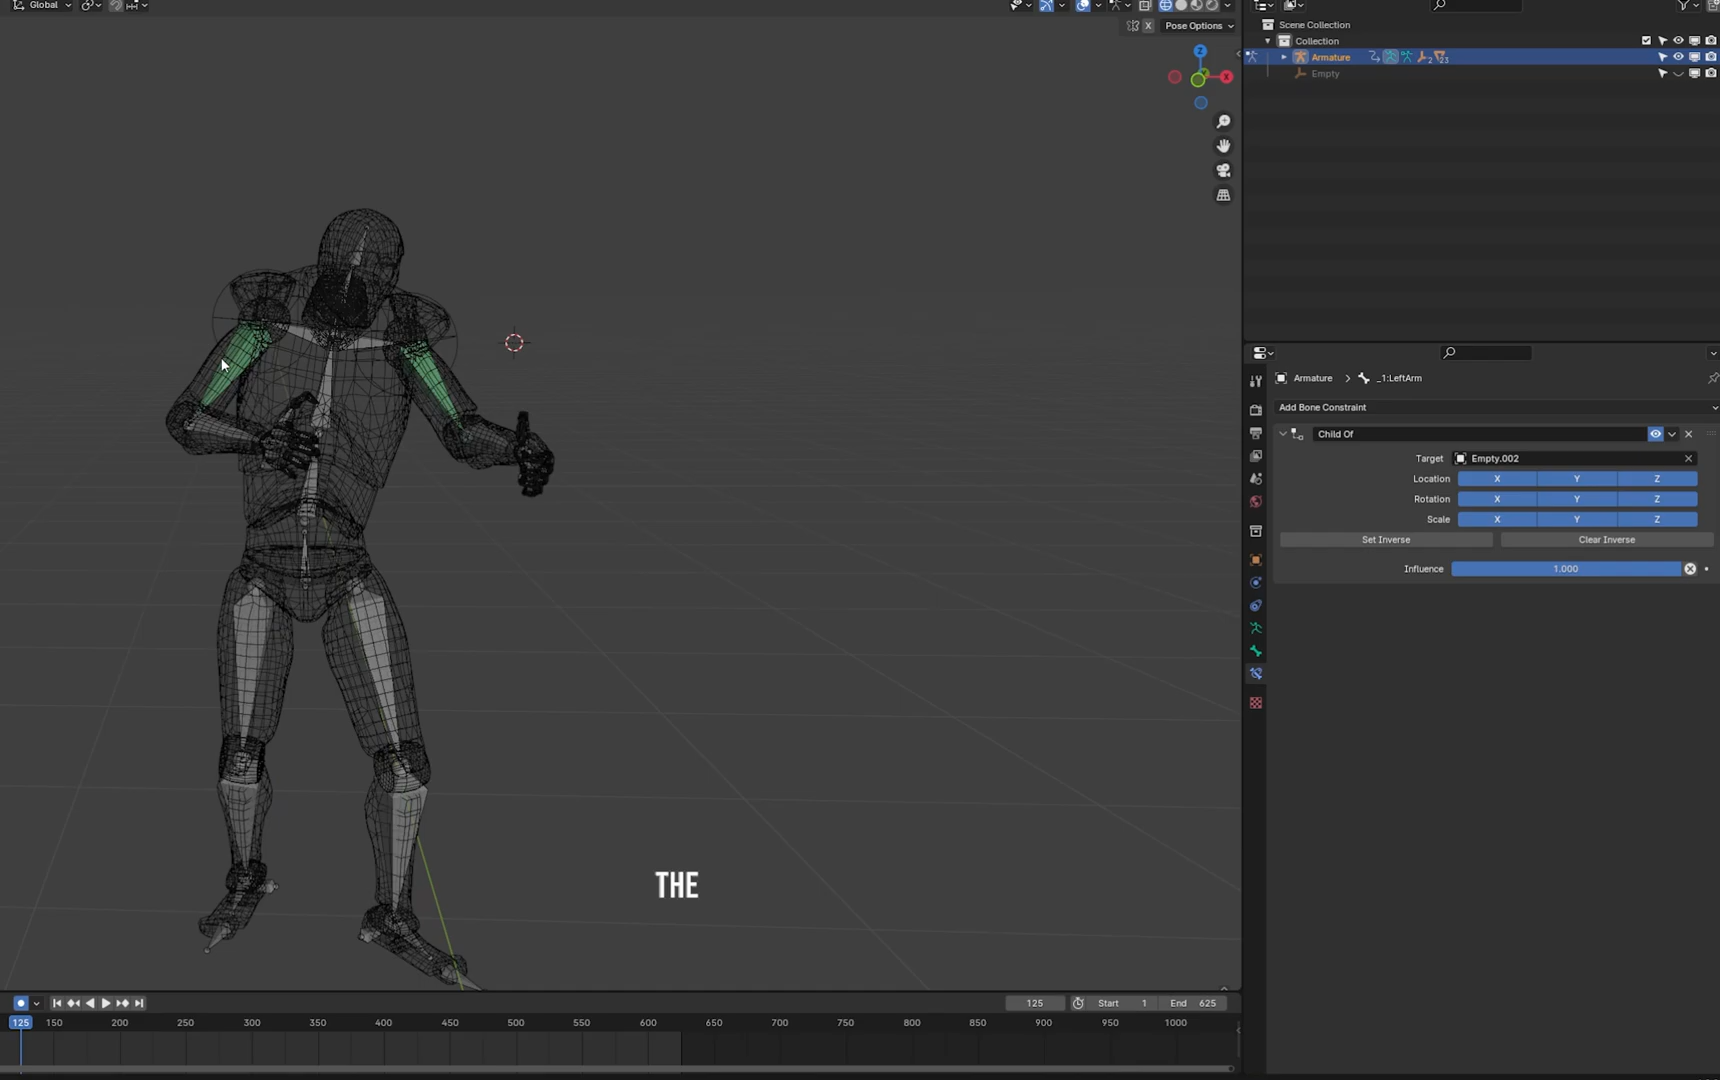 Global
Pose Options
X
Z
X
Scene Collection
Collection
Armature
2
23
Empty
Armature
_1:LeftArm
Add Bone Constraint
Child Of
Target
Empty.002
Location
X
Y
Z
Rotation
X
Y
Z
Scale
X
Y
Z
Set Inverse
Clear Inverse
Influence
1.000
THE
125
Start
1
End
625
125
150
200
250
300
350
400
450
500
550
600
650
700
750
800
850
900
950
1000